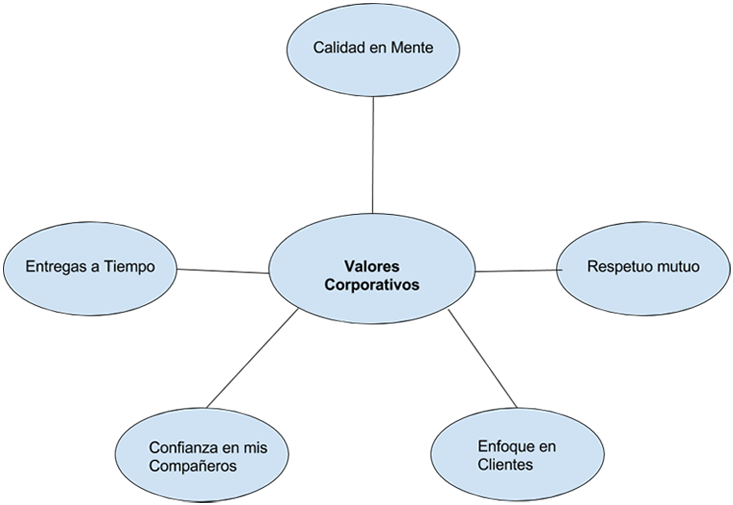 Calidad en Mente
Entregas a Tiempo
Valores
Corporativos
Respetuo mutuo
Confianza en mis
Compañeros
Enfoque en
Clientes